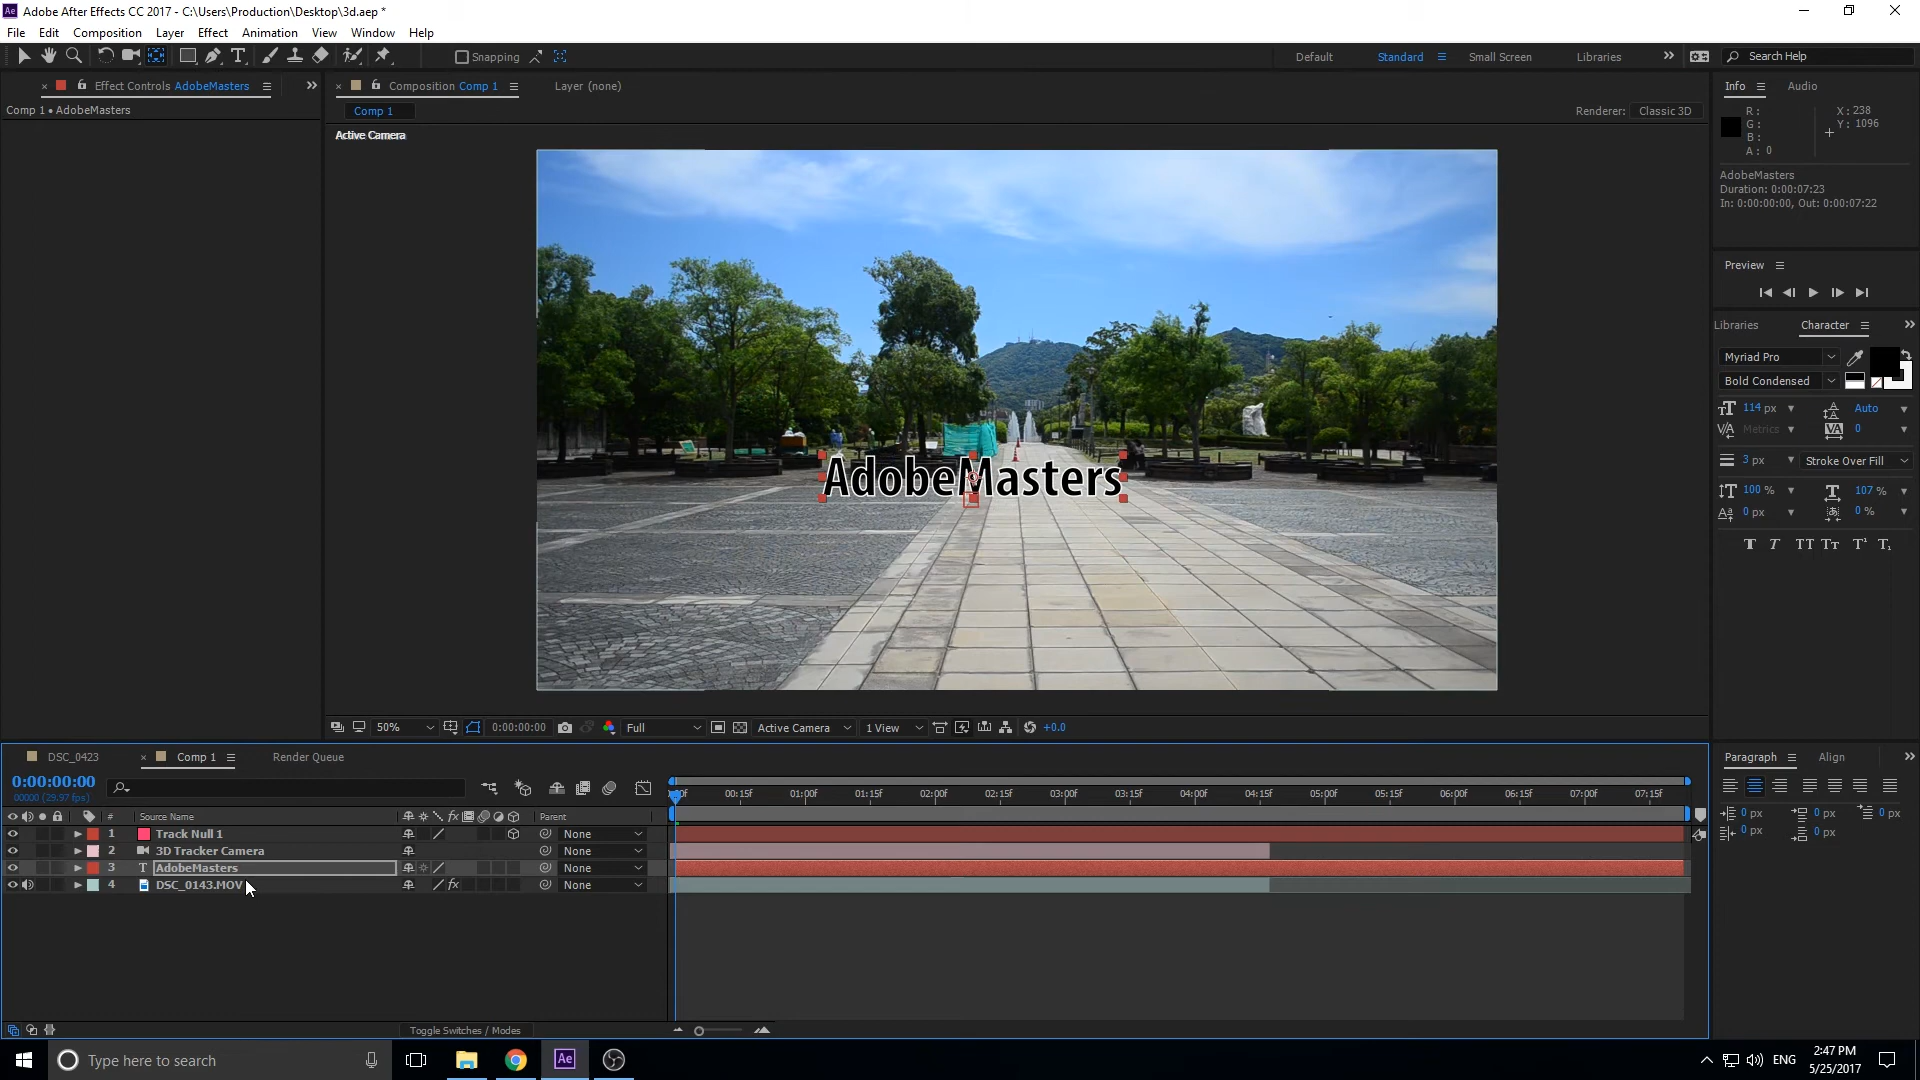 Adobe After Effects CC 2017 - C:\Users\Production\Desktop\3d.aep *
File Edit Composition Layer Effect Animation View Window Help
Snapping
Default Standard Small Screen Libraries Search Help
Effect Controls AdobeMasters
Comp 1 • AdobeMasters
Composition Comp 1 Layer (none)
Comp 1
Renderer: Classic 3D
Active Camera
AdobeMasters
50% 0:00:00:00 Full Active Camera 1 View +0.0
Info Audio
R: X: 238
G: Y: 1096
B:
A: 0
AdobeMasters
Duration: 0:00:07:23
In: 0:00:00:00, Out: 0:00:07:22
Preview
Libraries Character
Myriad Pro
Bold Condensed
114 px Auto
Metrics 0
3 px Stroke Over Fill
100 % 107 %
0 px 0 %
T T TT Tt T¹ T₁
Paragraph Align
0 px 0 px 0 px
0 px 0 px
DSC_0423 Comp 1 Render Queue
0:00:00:00
00000 (29.97 fps)
00:15f 01:00f 01:15f 02:00f 02:15f 03:00f 03:15f 04:00f 04:15f 05:00f 05:15f 06:00f 06:15f 07:00f 07:15f
# Source Name Parent
1 Track Null 1 None
2 3D Tracker Camera None
3 AdobeMasters None
4 DSC_0143.MOV None
Toggle Switches / Modes
Type here to search
Ae
ENG
2:47 PM
5/25/2017